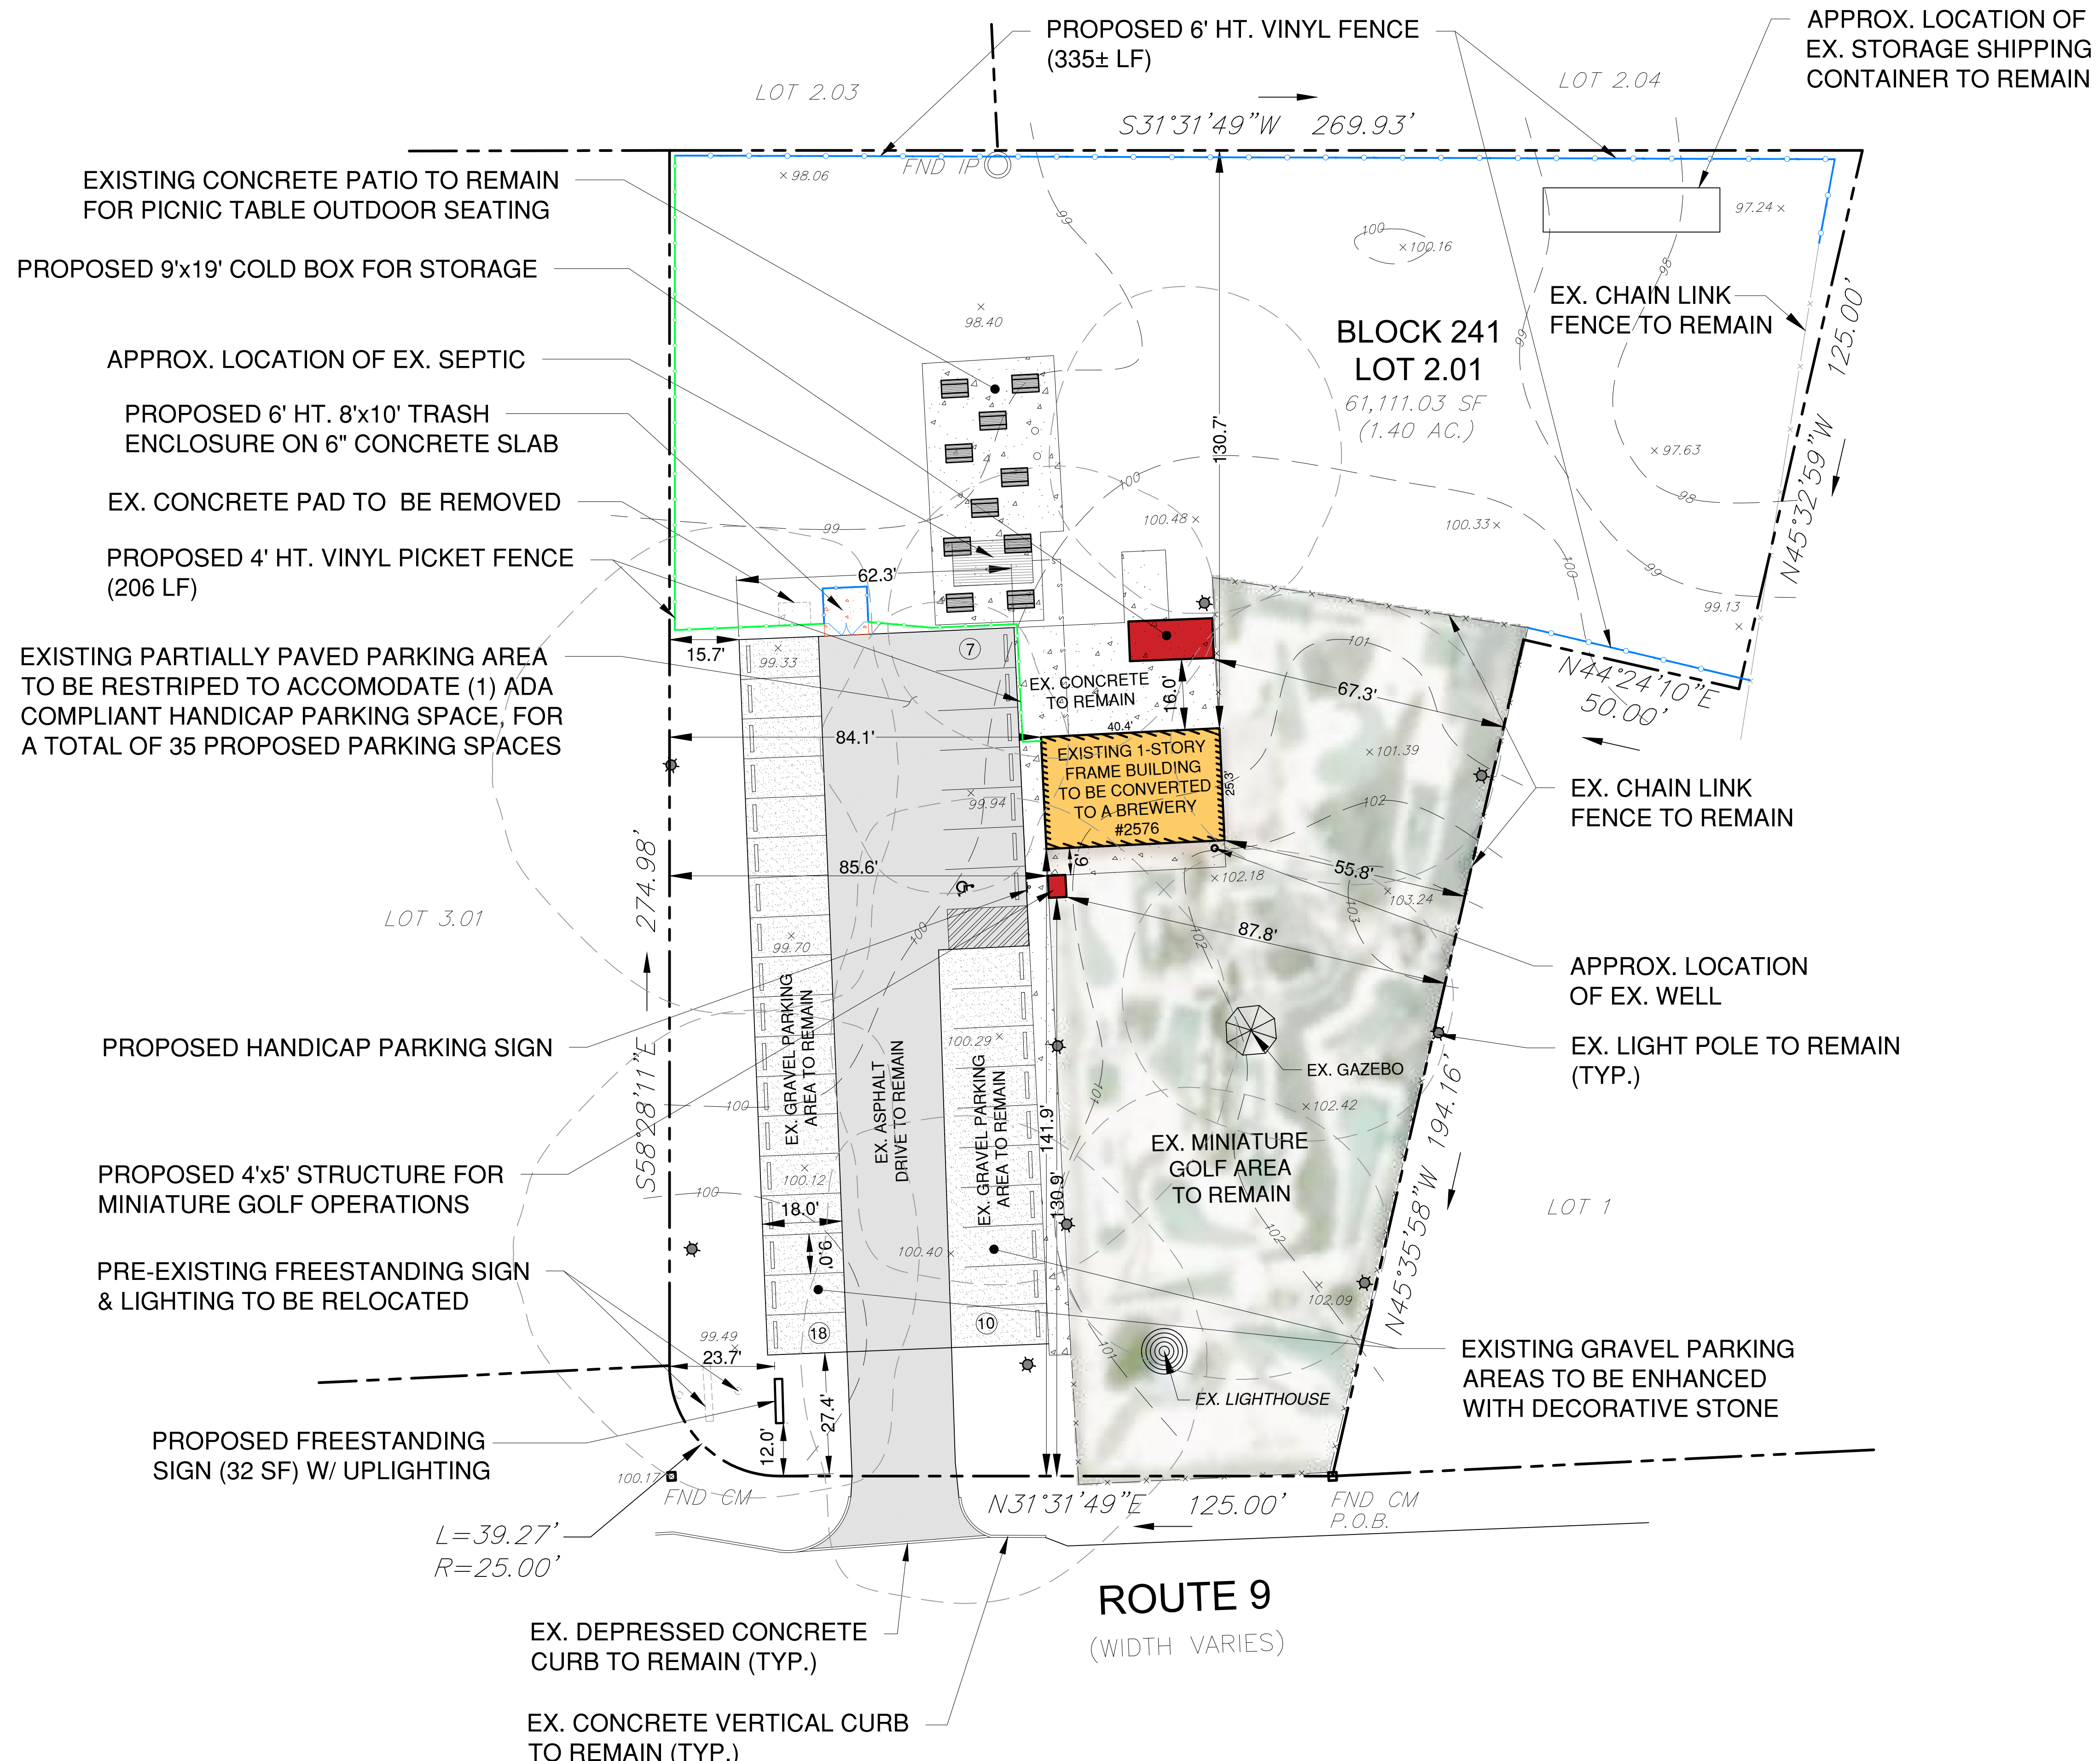 PROPOSED 6' HT. VINYL FENCE
(335± LF)
APPROX. LOCATION OF
EX. STORAGE SHIPPING
CONTAINER TO REMAIN
LOT 2.03
LOT 2.04
S31°31'49"W 269.93'
FND IP
98.06
97.24
EXISTING CONCRETE PATIO TO REMAIN
FOR PICNIC TABLE OUTDOOR SEATING
99
100
100.16
98
PROPOSED 9'x19' COLD BOX FOR STORAGE
98.40
EX. CHAIN LINK
FENCE TO REMAIN
125.00'
N45°32'59"W
BLOCK 241
LOT 2.01
61,111.03 SF
(1.40 AC.)
99
APPROX. LOCATION OF EX. SEPTIC
PROPOSED 6' HT. 8'x10' TRASH
ENCLOSURE ON 6" CONCRETE SLAB
130.7'
97.63
98
100
EX. CONCRETE PAD TO BE REMOVED
99
100.48
100.33
PROPOSED 4' HT. VINYL PICKET FENCE
(206 LF)
62.3'
100
99
99.13
EXISTING PARTIALLY PAVED PARKING AREA
TO BE RESTRIPED TO ACCOMODATE (1) ADA
COMPLIANT HANDICAP PARKING SPACE, FOR
A TOTAL OF 35 PROPOSED PARKING SPACES
15.7'
99.33
7
EX. CONCRETE
TO REMAIN
16.0'
101
67.3'
N44°24'10"E
50.00'
84.1'
40.4'
EXISTING 1-STORY
FRAME BUILDING
TO BE CONVERTED
TO A BREWERY
#2576
25.3'
101.39
99.94
102
EX. CHAIN LINK
FENCE TO REMAIN
85.6'
6'
102.18
55.8'
103.24
103
LOT 3.01
S58°28'11"E 274.98'
99.70
100
102
87.8'
APPROX. LOCATION
OF EX. WELL
PROPOSED HANDICAP PARKING SIGN
EX. GRAVEL PARKING
AREA TO REMAIN
EX. ASPHALT
DRIVE TO REMAIN
100.29
EX. GRAVEL PARKING
AREA TO REMAIN
EX. GAZEBO
EX. LIGHT POLE TO REMAIN
(TYP.)
100
101
102.42
141.9'
130.9'
EX. MINIATURE
GOLF AREA
TO REMAIN
N45°35'58"W 194.16'
PROPOSED 4'x5' STRUCTURE FOR
MINIATURE GOLF OPERATIONS
100.12
100
18.0'
LOT 1
102
9.0'
100.40
PRE-EXISTING FREESTANDING SIGN
& LIGHTING TO BE RELOCATED
102.09
18
10
99.49
23.7'
101
EXISTING GRAVEL PARKING
AREAS TO BE ENHANCED
WITH DECORATIVE STONE
EX. LIGHTHOUSE
27.4'
12.0'
PROPOSED FREESTANDING
SIGN (32 SF) W/ UPLIGHTING
100.17
FND CM
N31°31'49"E 125.00'
FND CM
P.O.B.
L=39.27'
R=25.00'
ROUTE 9
(WIDTH VARIES)
EX. DEPRESSED CONCRETE
CURB TO REMAIN (TYP.)
EX. CONCRETE VERTICAL CURB
TO REMAIN (TYP.)